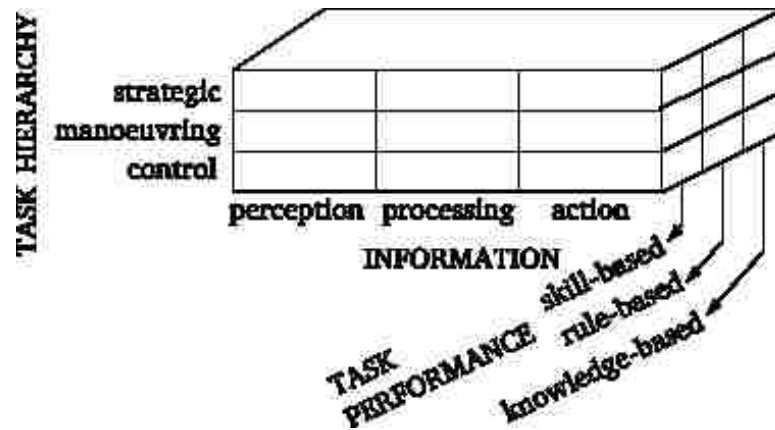 TASK HIERARCHY
strategic
manoeuvring
control
perception processing action
INFORMATION
TASK
PERFORMANCE
skill-based
rule-based
knowledge-based